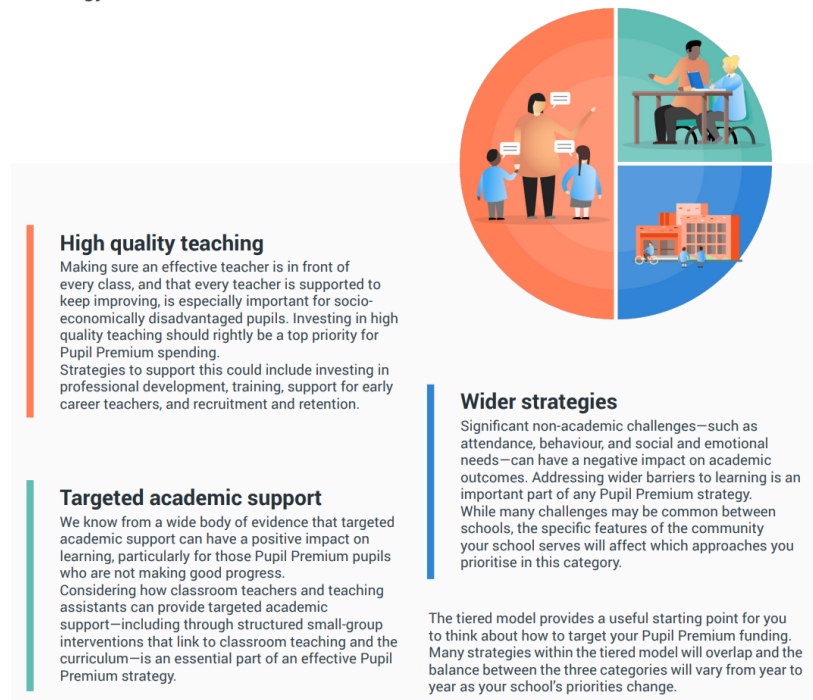 High quality teaching
Making sure an effective teacher is in front of
every class, and that every teacher is supported to
keep improving, is especially important for socio-
economically disadvantaged pupils. Investing in high
quality teaching should rightly be a top priority for
Pupil Premium spending.
Strategies to support this could include investing in
professional development, training, support for early
career teachers, and recruitment and retention.
Targeted academic support
We know from a wide body of evidence that targeted
academic support can have a positive impact on
learning, particularly for those Pupil Premium pupils
who are not making good progress.
Considering how classroom teachers and teaching
assistants can provide targeted academic
support—including through structured small-group
interventions that link to classroom teaching and the
curriculum—is an essential part of an effective Pupil
Premium strategy.
Wider strategies
Significant non-academic challenges—such as
attendance, behaviour, and social and emotional
needs—can have a negative impact on academic
outcomes. Addressing wider barriers to learning is an
important part of any Pupil Premium strategy.
While many challenges may be common between
schools, the specific features of the community
your school serves will affect which approaches you
prioritise in this category.
The tiered model provides a useful starting point for you
to think about how to target your Pupil Premium funding.
Many strategies within the tiered model will overlap and the
balance between the three categories will vary from year to
year as your school's priorities change.